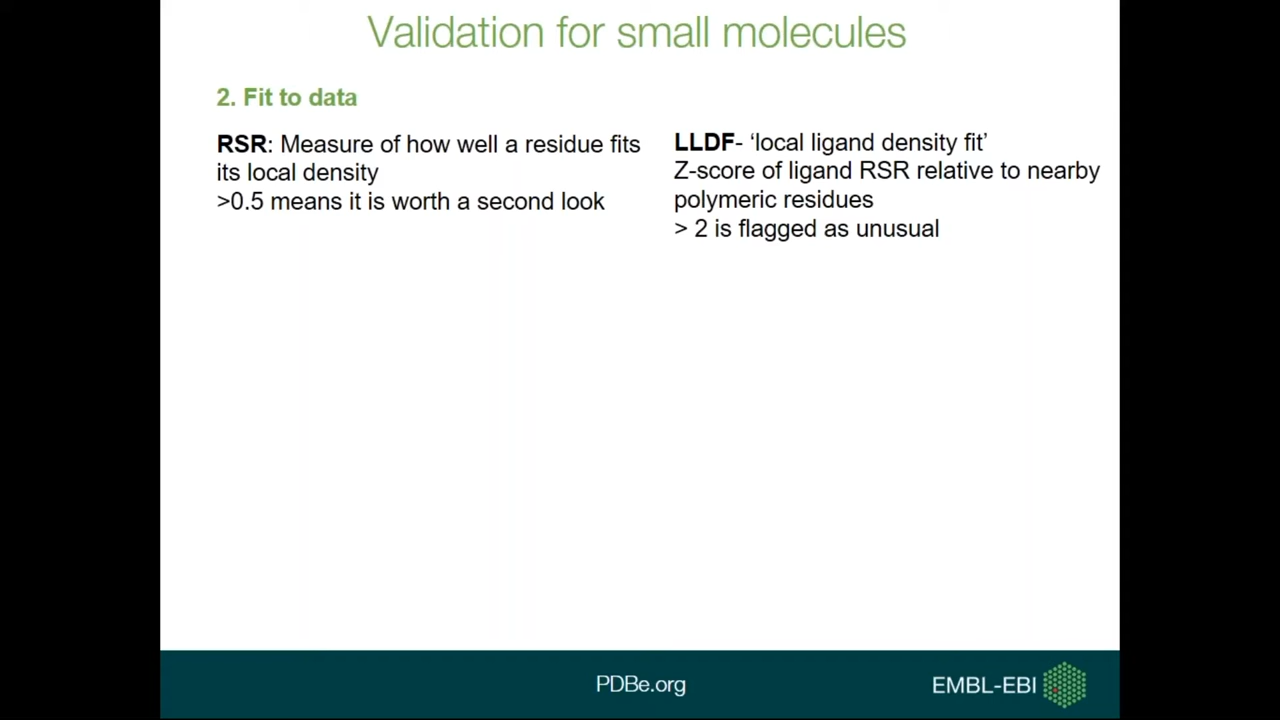 Validation for small molecules
2. Fit to data
RSR: Measure of how well a residue fits
its local density
>0.5 means it is worth a second look
LLDF- ‘local ligand density fit’
Z-score of ligand RSR relative to nearby
polymeric residues
> 2 is flagged as unusual
PDBe.org
EMBL-EBI